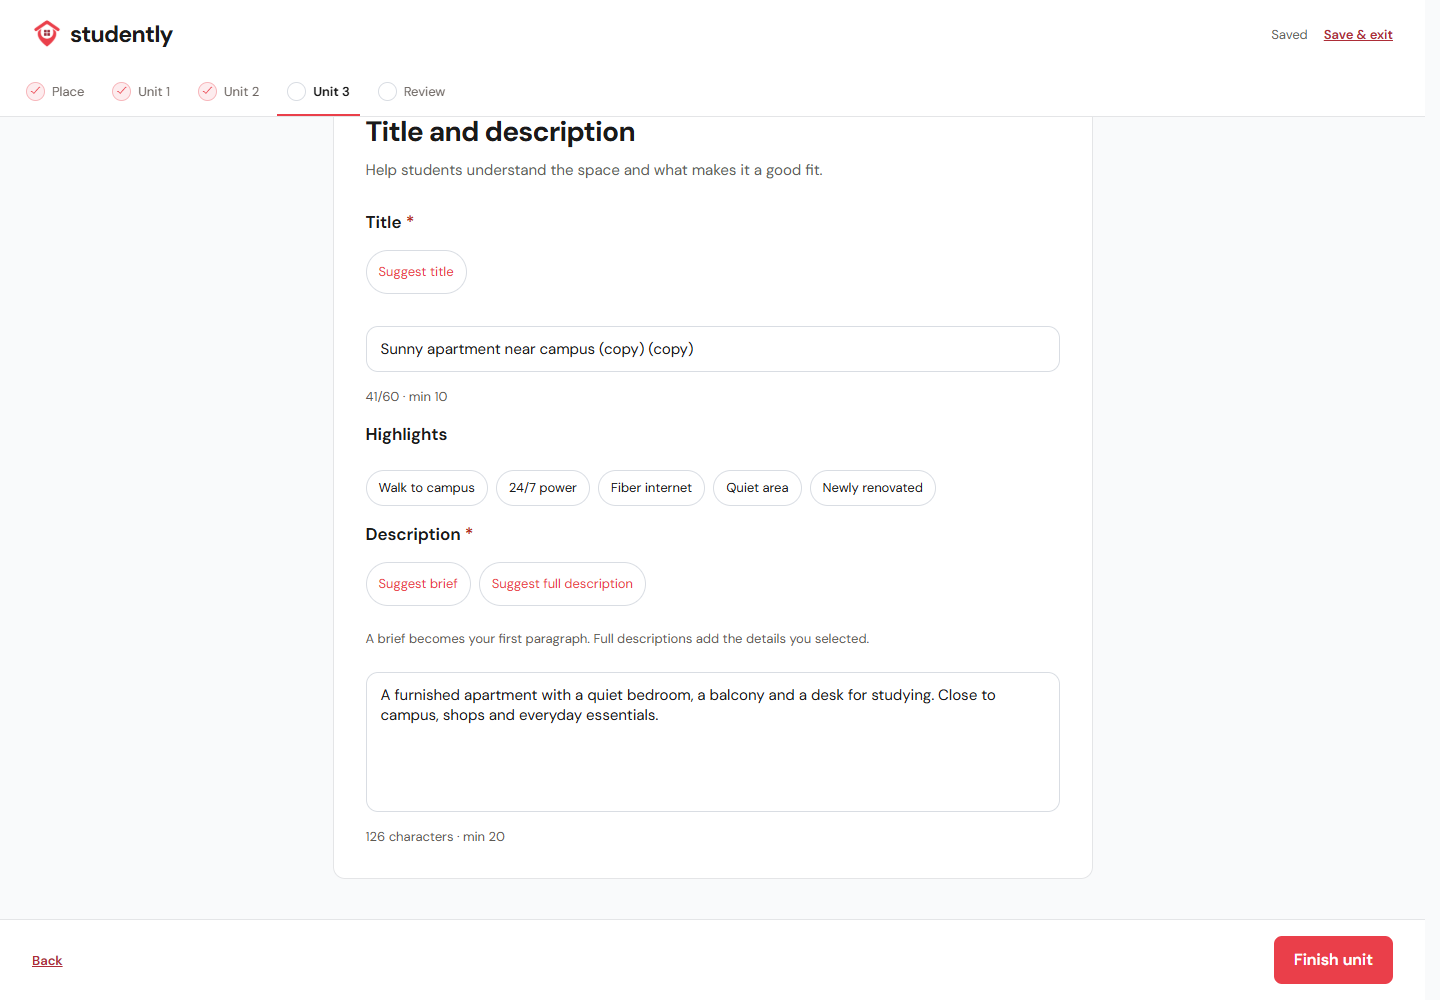 studently
Saved
Save & exit
Place
Unit 1
Unit 2
Unit 3
Review
Title and description
Help students understand the space and what makes it a good fit.
Title *
Suggest title
Sunny apartment near campus (copy) (copy)
41/60 · min 10
Highlights
Walk to campus
24/7 power
Fiber internet
Quiet area
Newly renovated
Description *
Suggest brief
Suggest full description
A brief becomes your first paragraph. Full descriptions add the details you selected.
A furnished apartment with a quiet bedroom, a balcony and a desk for studying. Close to
campus, shops and everyday essentials.
126 characters · min 20
Back
Finish unit